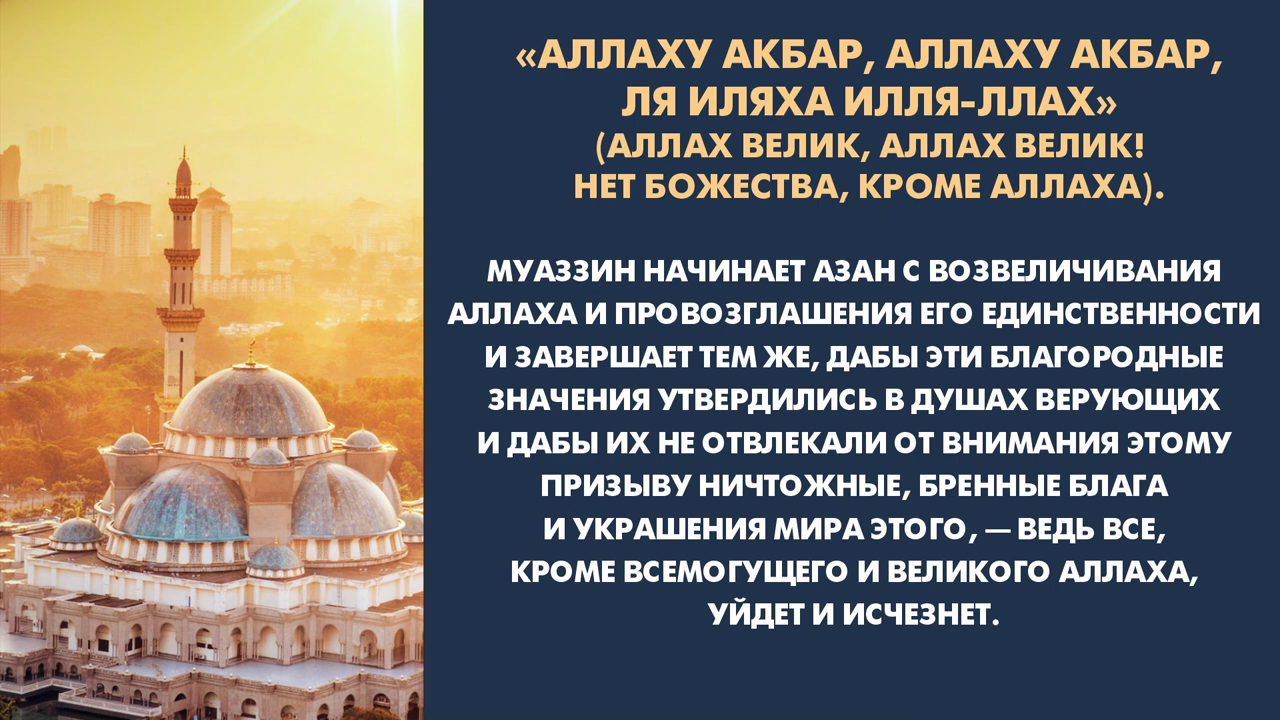 «АЛЛАХУ АКБАР, АЛЛАХУ АКБАР,
ЛЯ ИЛЯХА ИЛЛЯ-ЛЛАХ»
(АЛЛАХ ВЕЛИК, АЛЛАХ ВЕЛИК!
НЕТ БОЖЕСТВА, КРОМЕ АЛЛАХА).
МУАЗЗИН НАЧИНАЕТ АЗАН С ВОЗВЕЛИЧИВАНИЯ
АЛЛАХА И ПРОВОЗГЛАШЕНИЯ ЕГО ЕДИНСТВЕННОСТИ
И ЗАВЕРШАЕТ ТЕМ ЖЕ, ДАБЫ ЭТИ БЛАГОРОДНЫЕ
ЗНАЧЕНИЯ УТВЕРДИЛИСЬ В ДУШАХ ВЕРУЮЩИХ
И ДАБЫ ИХ НЕ ОТВЛЕКАЛИ ОТ ВНИМАНИЯ ЭТОМУ
ПРИЗЫВУ НИЧТОЖНЫЕ, БРЕННЫЕ БЛАГА
И УКРАШЕНИЯ МИРА ЭТОГО, — ВЕДЬ ВСЕ,
КРОМЕ ВСЕМОГУЩЕГО И ВЕЛИКОГО АЛЛАХА,
УЙДЕТ И ИСЧЕЗНЕТ.